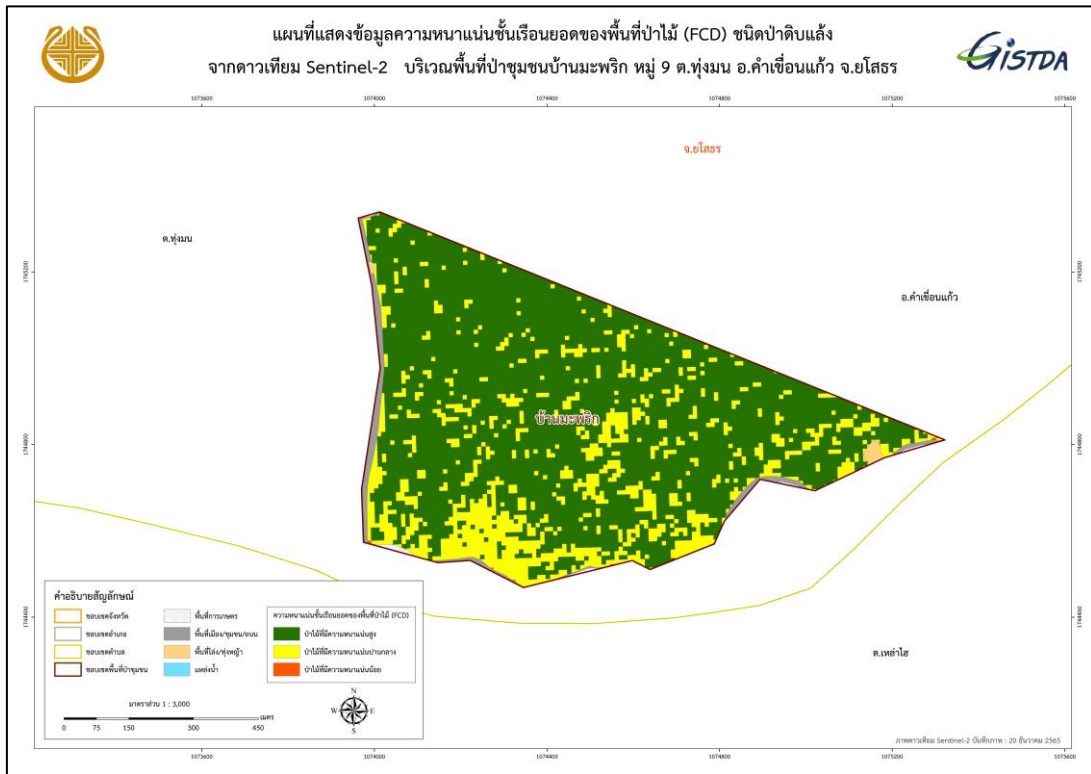 แผนที่แสดงข้อมูลความหนาแน่นชั้นเรือนยอดของพื้นที่ป่าไม้ (FCD) ชนิดป่าดิบแล้ง
จากดาวเทียม Sentinel-2 บริเวณพื้นที่ป่าชุมชนบ้านมะพริก หมู่ 9 ต.ทุ่งมน อ.คำเขื่อนแก้ว จ.ยโสธร
GISTDA
1073600 1074000 1074400 1074800 1075200 1075600
จ.ยโสธร
ต.ทุ่งมน
1745200 1745200
อ.คำเขื่อนแก้ว
บ้านมะพริก
1744800 1744800
1744400 1744400
คำอธิบายสัญลักษณ์
ขอบเขตจังหวัด
ขอบเขตอำเภอ
ขอบเขตตำบล
ขอบเขตพื้นที่ป่าชุมชน
พื้นที่การเกษตร
พื้นที่เมือง/ชุมชน/ถนน
พื้นที่โล่ง/ทุ่งหญ้า
แหล่งน้ำ
ความหนาแน่นชั้นเรือนยอดของพื้นที่ป่าไม้ (FCD)
ป่าไม้ที่มีความหนาแน่นสูง
ป่าไม้ที่มีความหนาแน่นปานกลาง
ป่าไม้ที่มีความหนาแน่นน้อย
มาตราส่วน 1 : 3,000
0 75 150 300 450 เมตร
N
W E
S
ต.เหล่าไฮ
ภาพดาวเทียม Sentinel-2 บันทึกภาพ : 20 ธันวาคม 2565
1073600 1074000 1074400 1074800 1075200 1075600